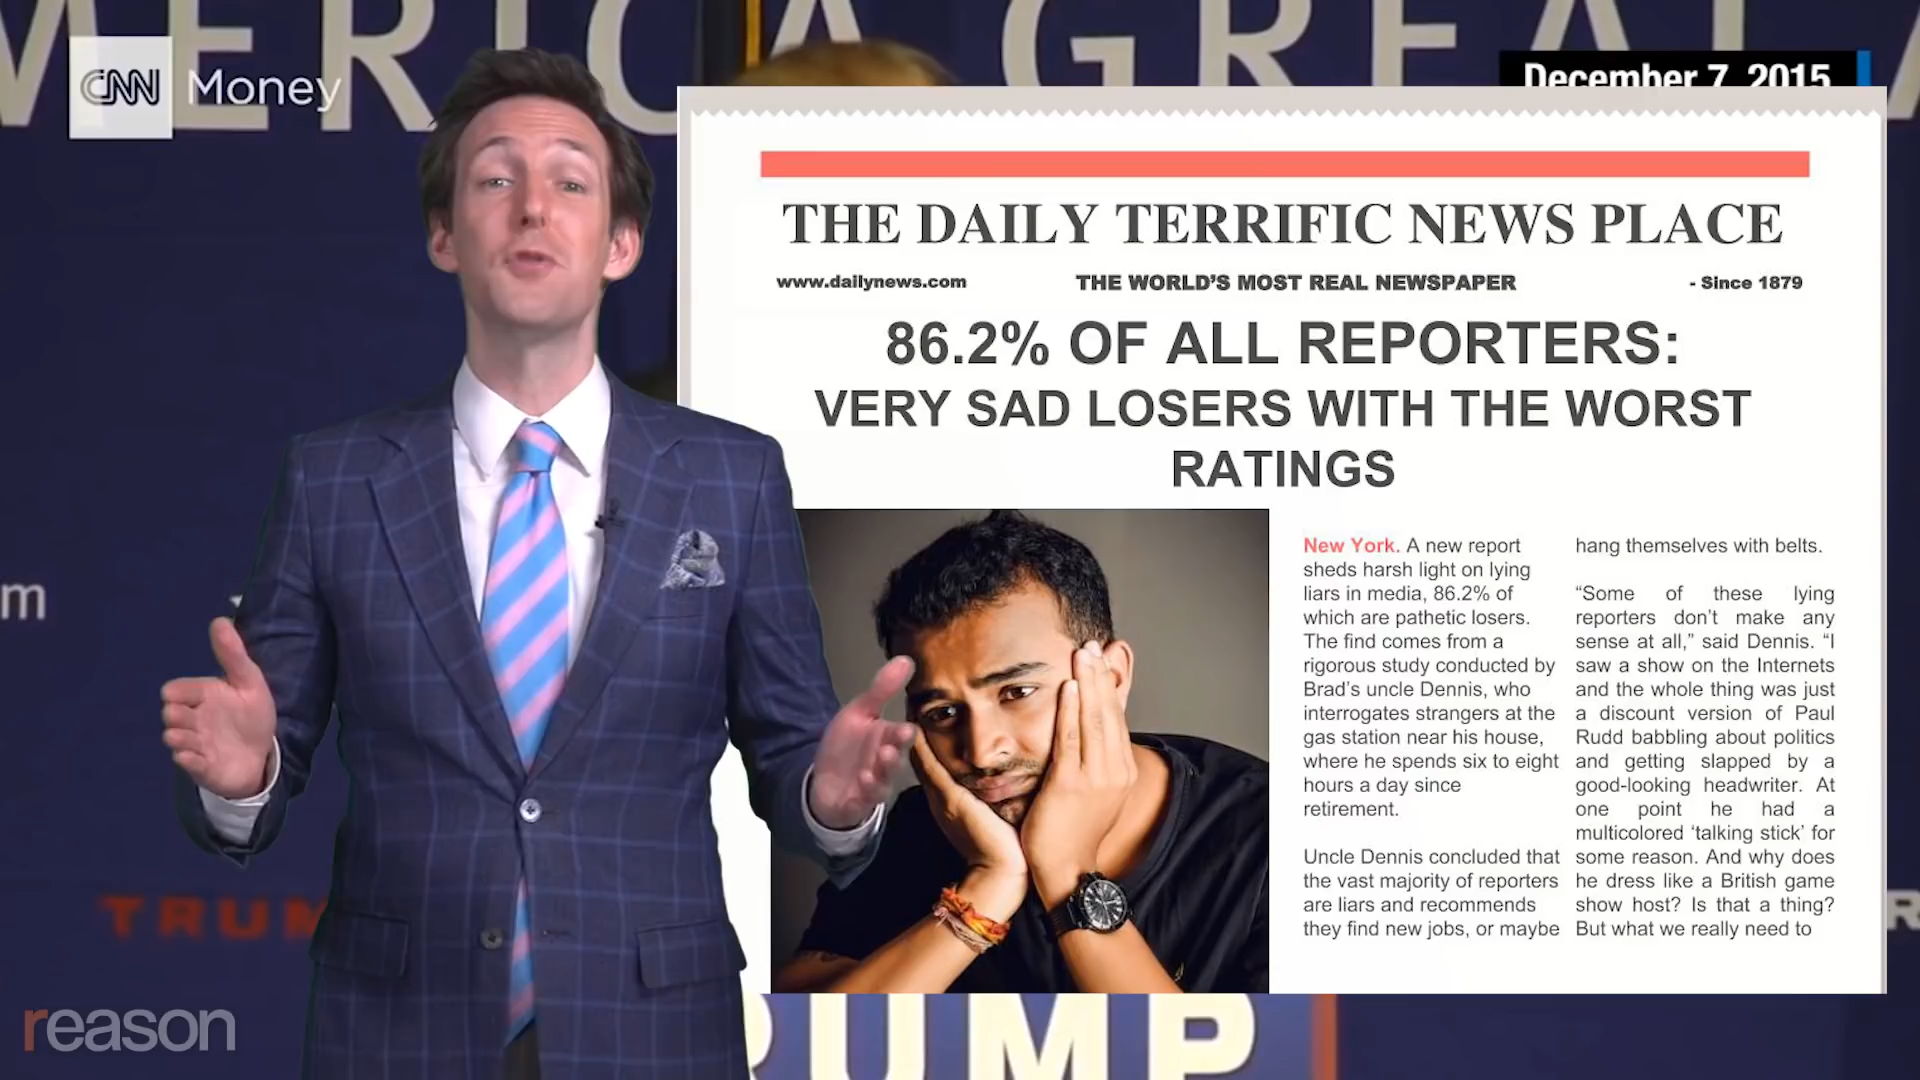 MERICA GREAT A
CNN Money
December 7, 2015
THE DAILY TERRIFIC NEWS PLACE
www.dailynews.com
THE WORLD'S MOST REAL NEWSPAPER
- Since 1879
86.2% OF ALL REPORTERS:
VERY SAD LOSERS WITH THE WORST
RATINGS
New York. A new report
sheds harsh light on lying
liars in media, 86.2% of
which are pathetic losers.
The find comes from a
rigorous study conducted by
Brad’s uncle Dennis, who
interrogates strangers at the
gas station near his house,
where he spends six to eight
hours a day since
retirement.
Uncle Dennis concluded that
the vast majority of reporters
are liars and recommends
they find new jobs, or maybe
hang themselves with belts.
“Some of these lying
reporters don’t make any
sense at all,” said Dennis. “I
saw a show on the Internets
and the whole thing was just
a discount version of Paul
Rudd babbling about politics
and getting slapped by a
good-looking headwriter. At
one point he had a
multicolored ‘talking stick’ for
some reason. And why does
he dress like a British game
show host? Is that a thing?
But what we really need to
m
TRUM
R
RUMP
reason